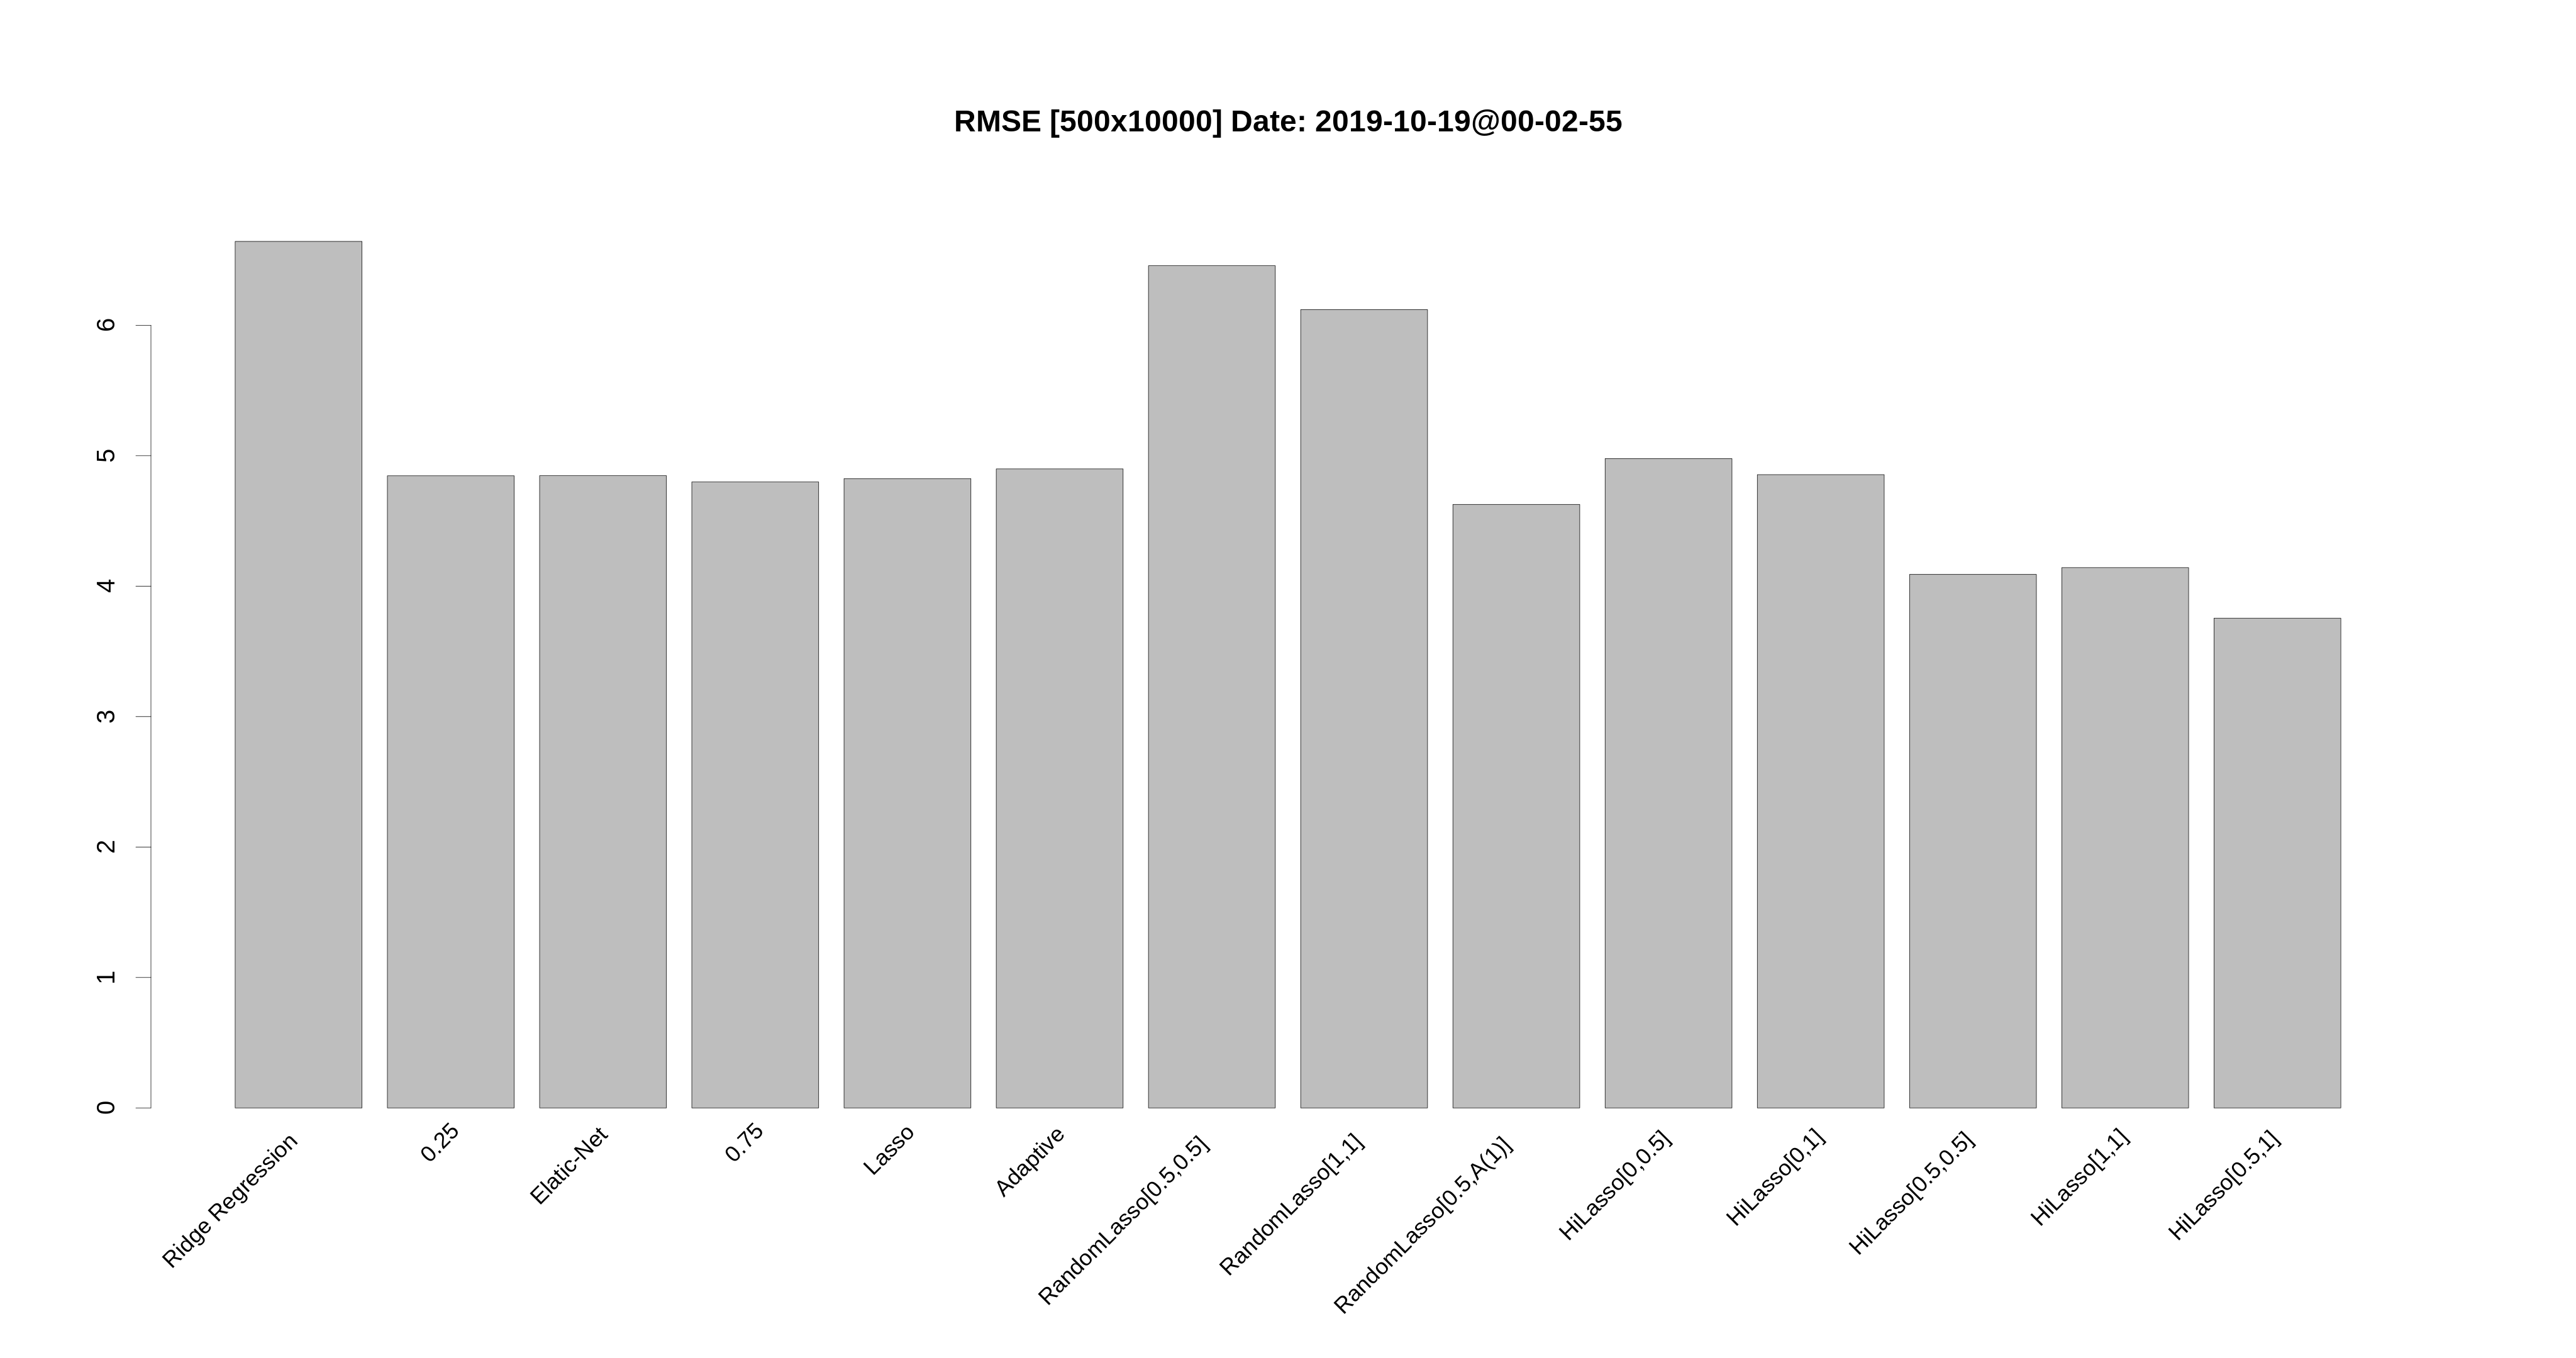 RMSE [500x10000] Date: 2019-10-19@00-02-55
6
5
4
3
2
1
0
Ridge Regression
0.25
Elatic-Net
0.75
Lasso
Adaptive
RandomLasso[0.5,0.5]
RandomLasso[1,1]
RandomLasso[0.5,A(1)]
HiLasso[0,0.5]
HiLasso[0,1]
HiLasso[0.5,0.5]
HiLasso[1,1]
HiLasso[0.5,1]